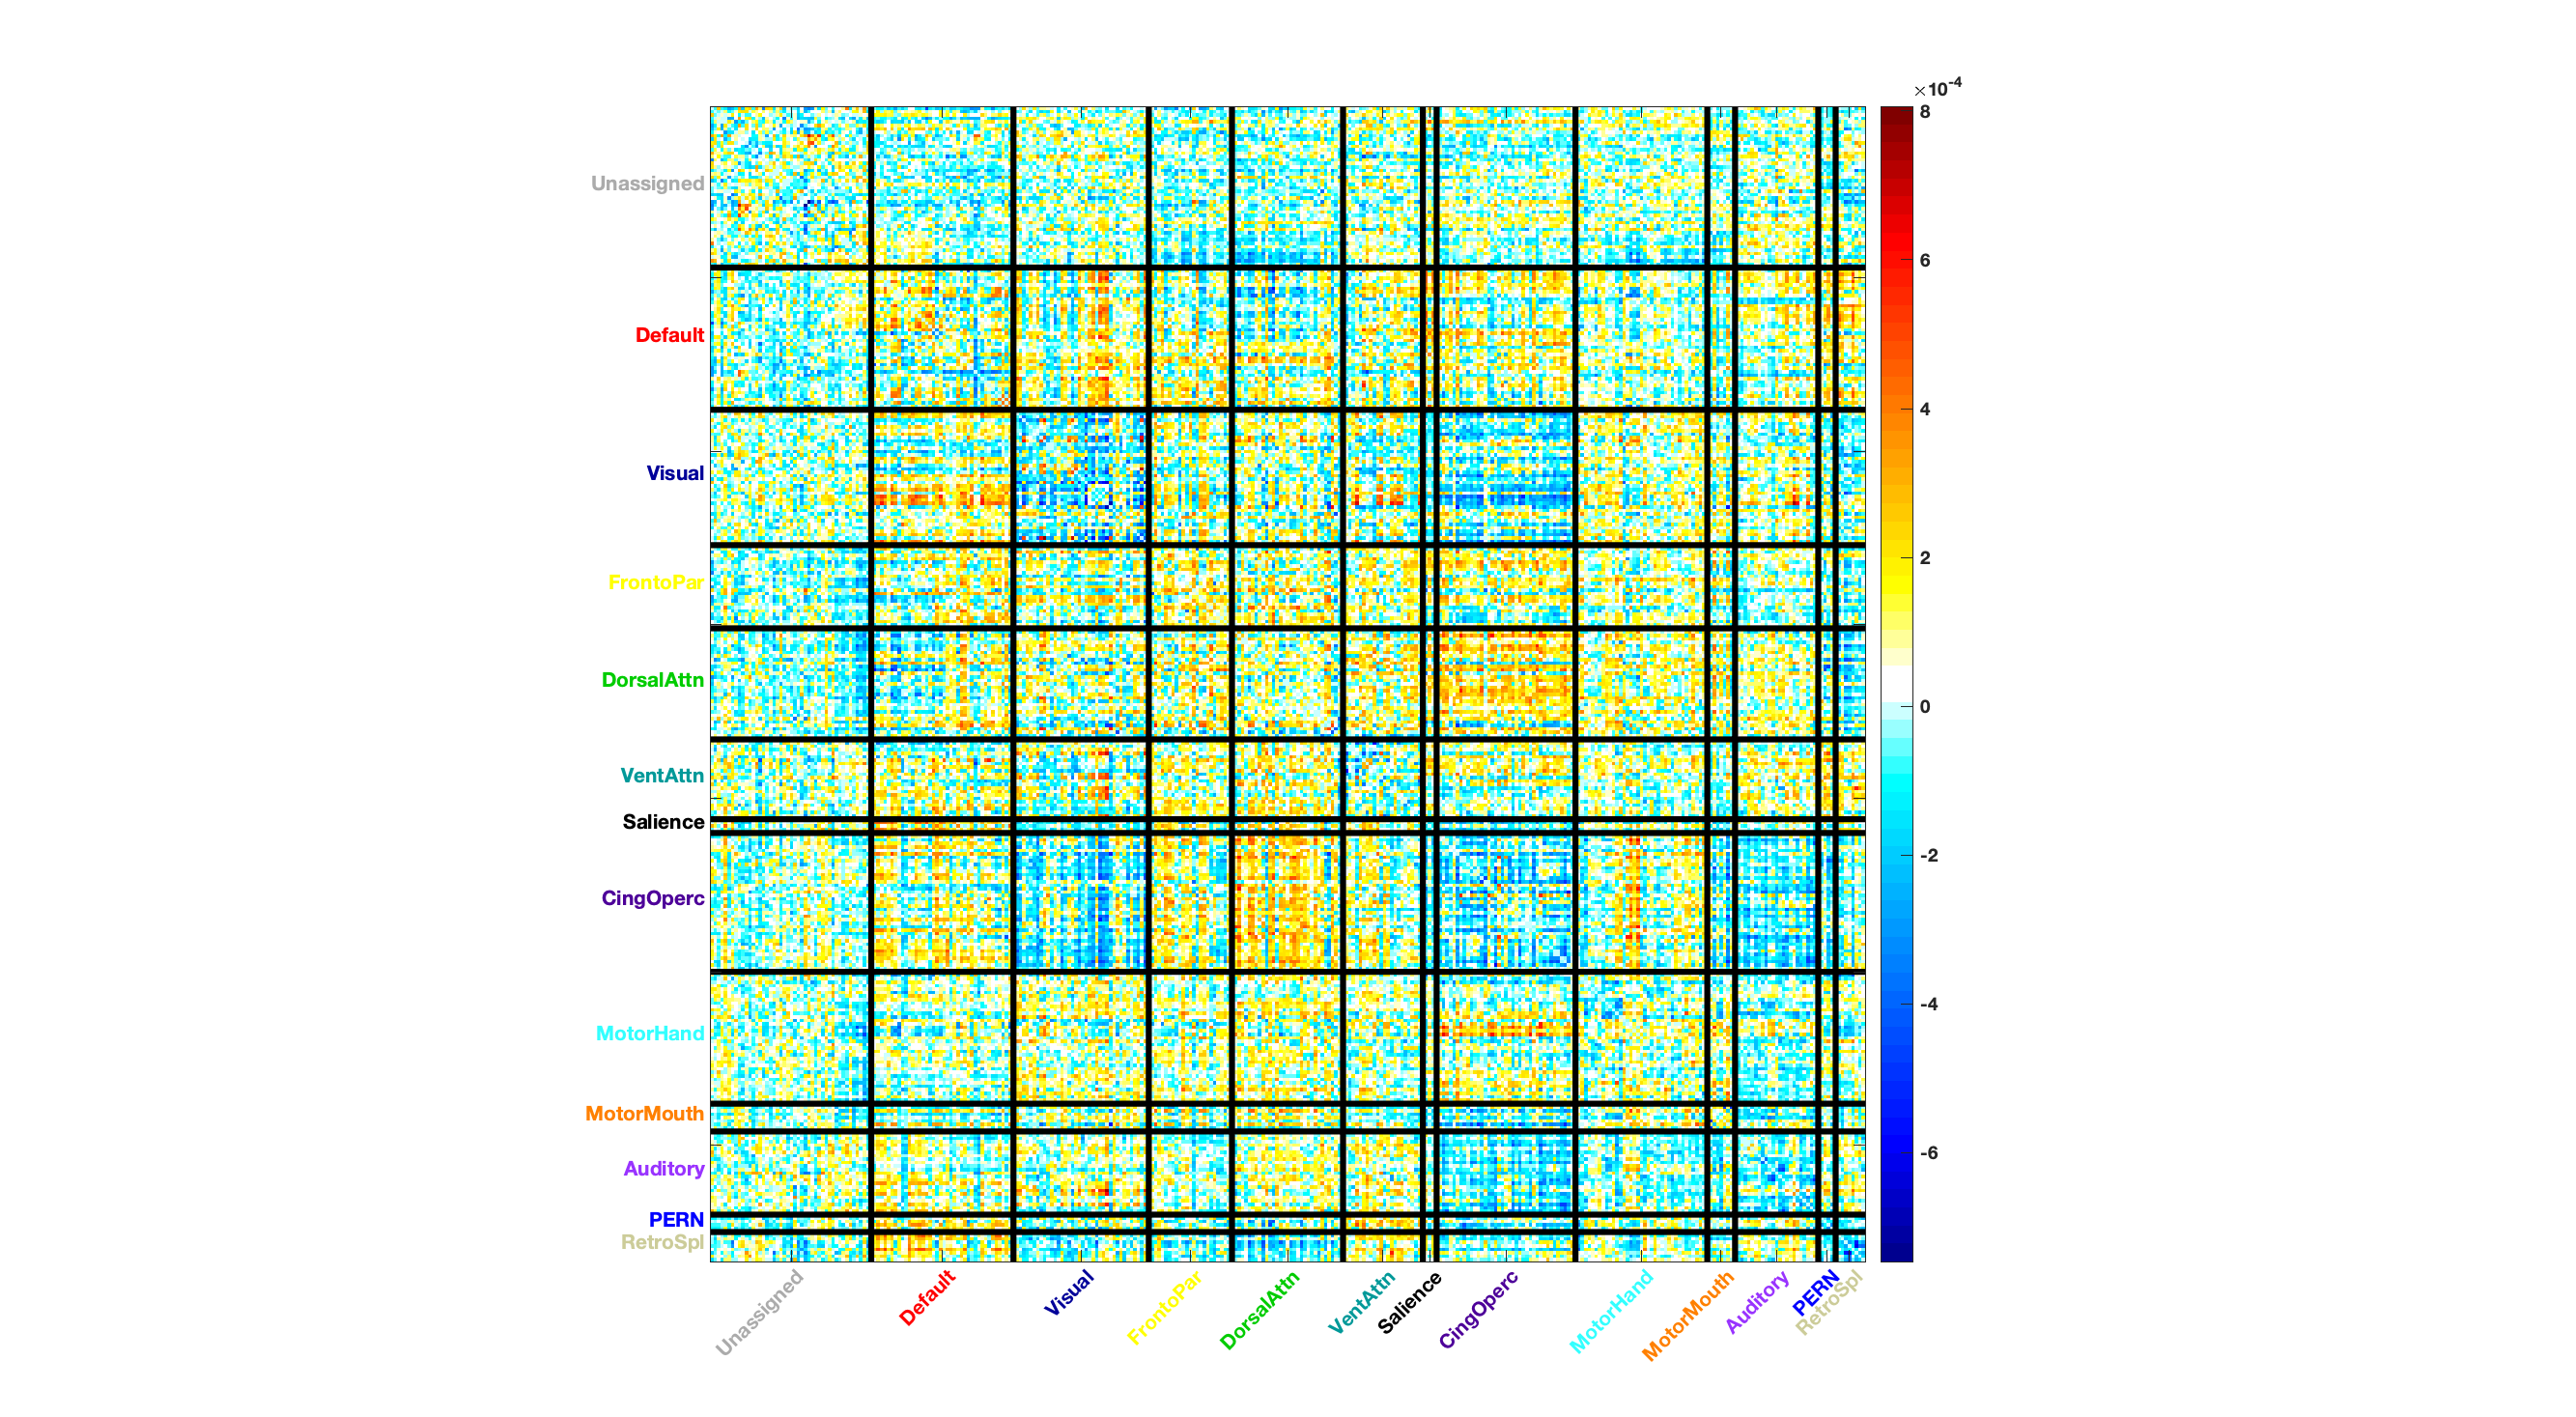 ×10-4
8
6
4
2
0
-2
-4
-6
Unassigned
Default
Visual
FrontoPar
DorsalAttn
VentAttn
Salience
CingOperc
MotorHand
MotorMouth
Auditory
PERN
RetroSpl
Unassigned
Default
Visual
FrontoPar
DorsalAttn
VentAttn
Salience
CingOperc
MotorHand
MotorMouth
Auditory
PERN
RetroSpl